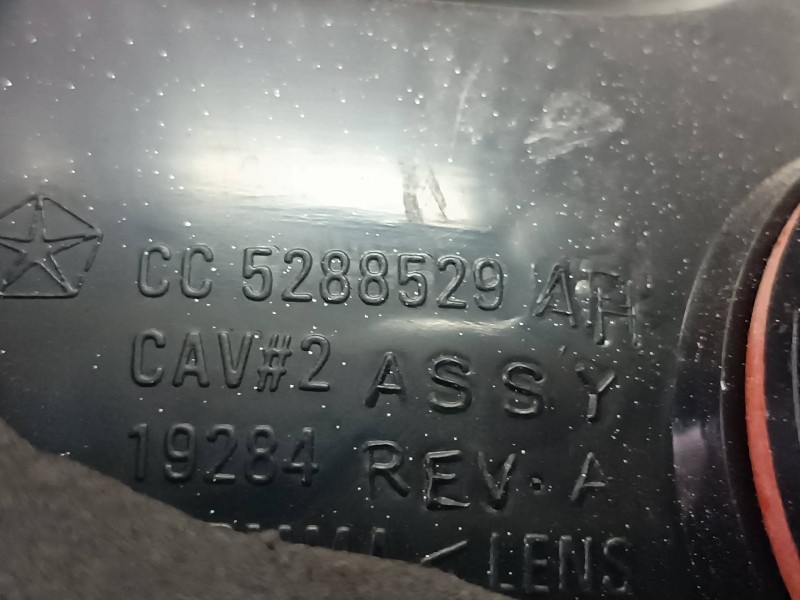 CC 5288529 AH
CAV#2 ASSY
19284 REV. A
< LENS